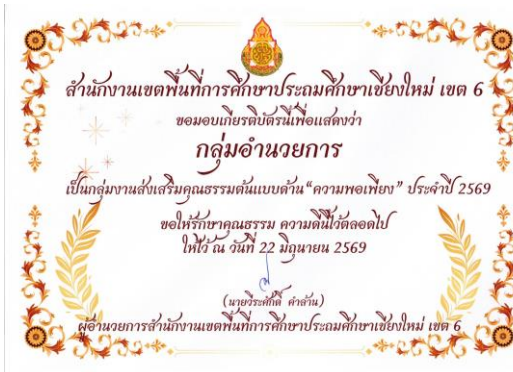 สำนักงานเขตพื้นที่การศึกษาประถมศึกษาเชียงใหม่ เขต 6
ขอมอบเกียรติบัตรนี้เพื่อแสดงว่า
กลุ่มอำนวยการ
เป็นกลุ่มงานส่งเสริมคุณธรรมต้นแบบด้าน “ความพอเพียง” ประจำปี 2569
ขอให้รักษาคุณธรรม ความดีนี้ไว้ตลอดไป
ให้ไว้ ณ วันที่ 22 มิถุนายน 2569
(นายวีระศักดิ์ คำล้าน)
ผู้อำนวยการสำนักงานเขตพื้นที่การศึกษาประถมศึกษาเชียงใหม่ เขต 6